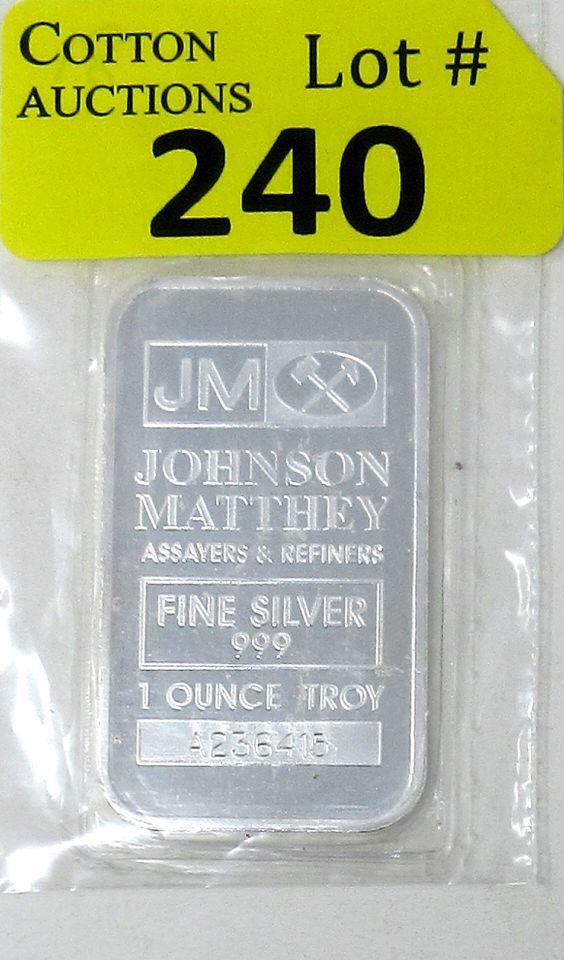 COTTON
AUCTIONS
Lot #
240
JM
JOHNSON
MATTHEY
ASSAYERS & REFINERS
FINE SILVER
999
1 OUNCE TROY
A236415